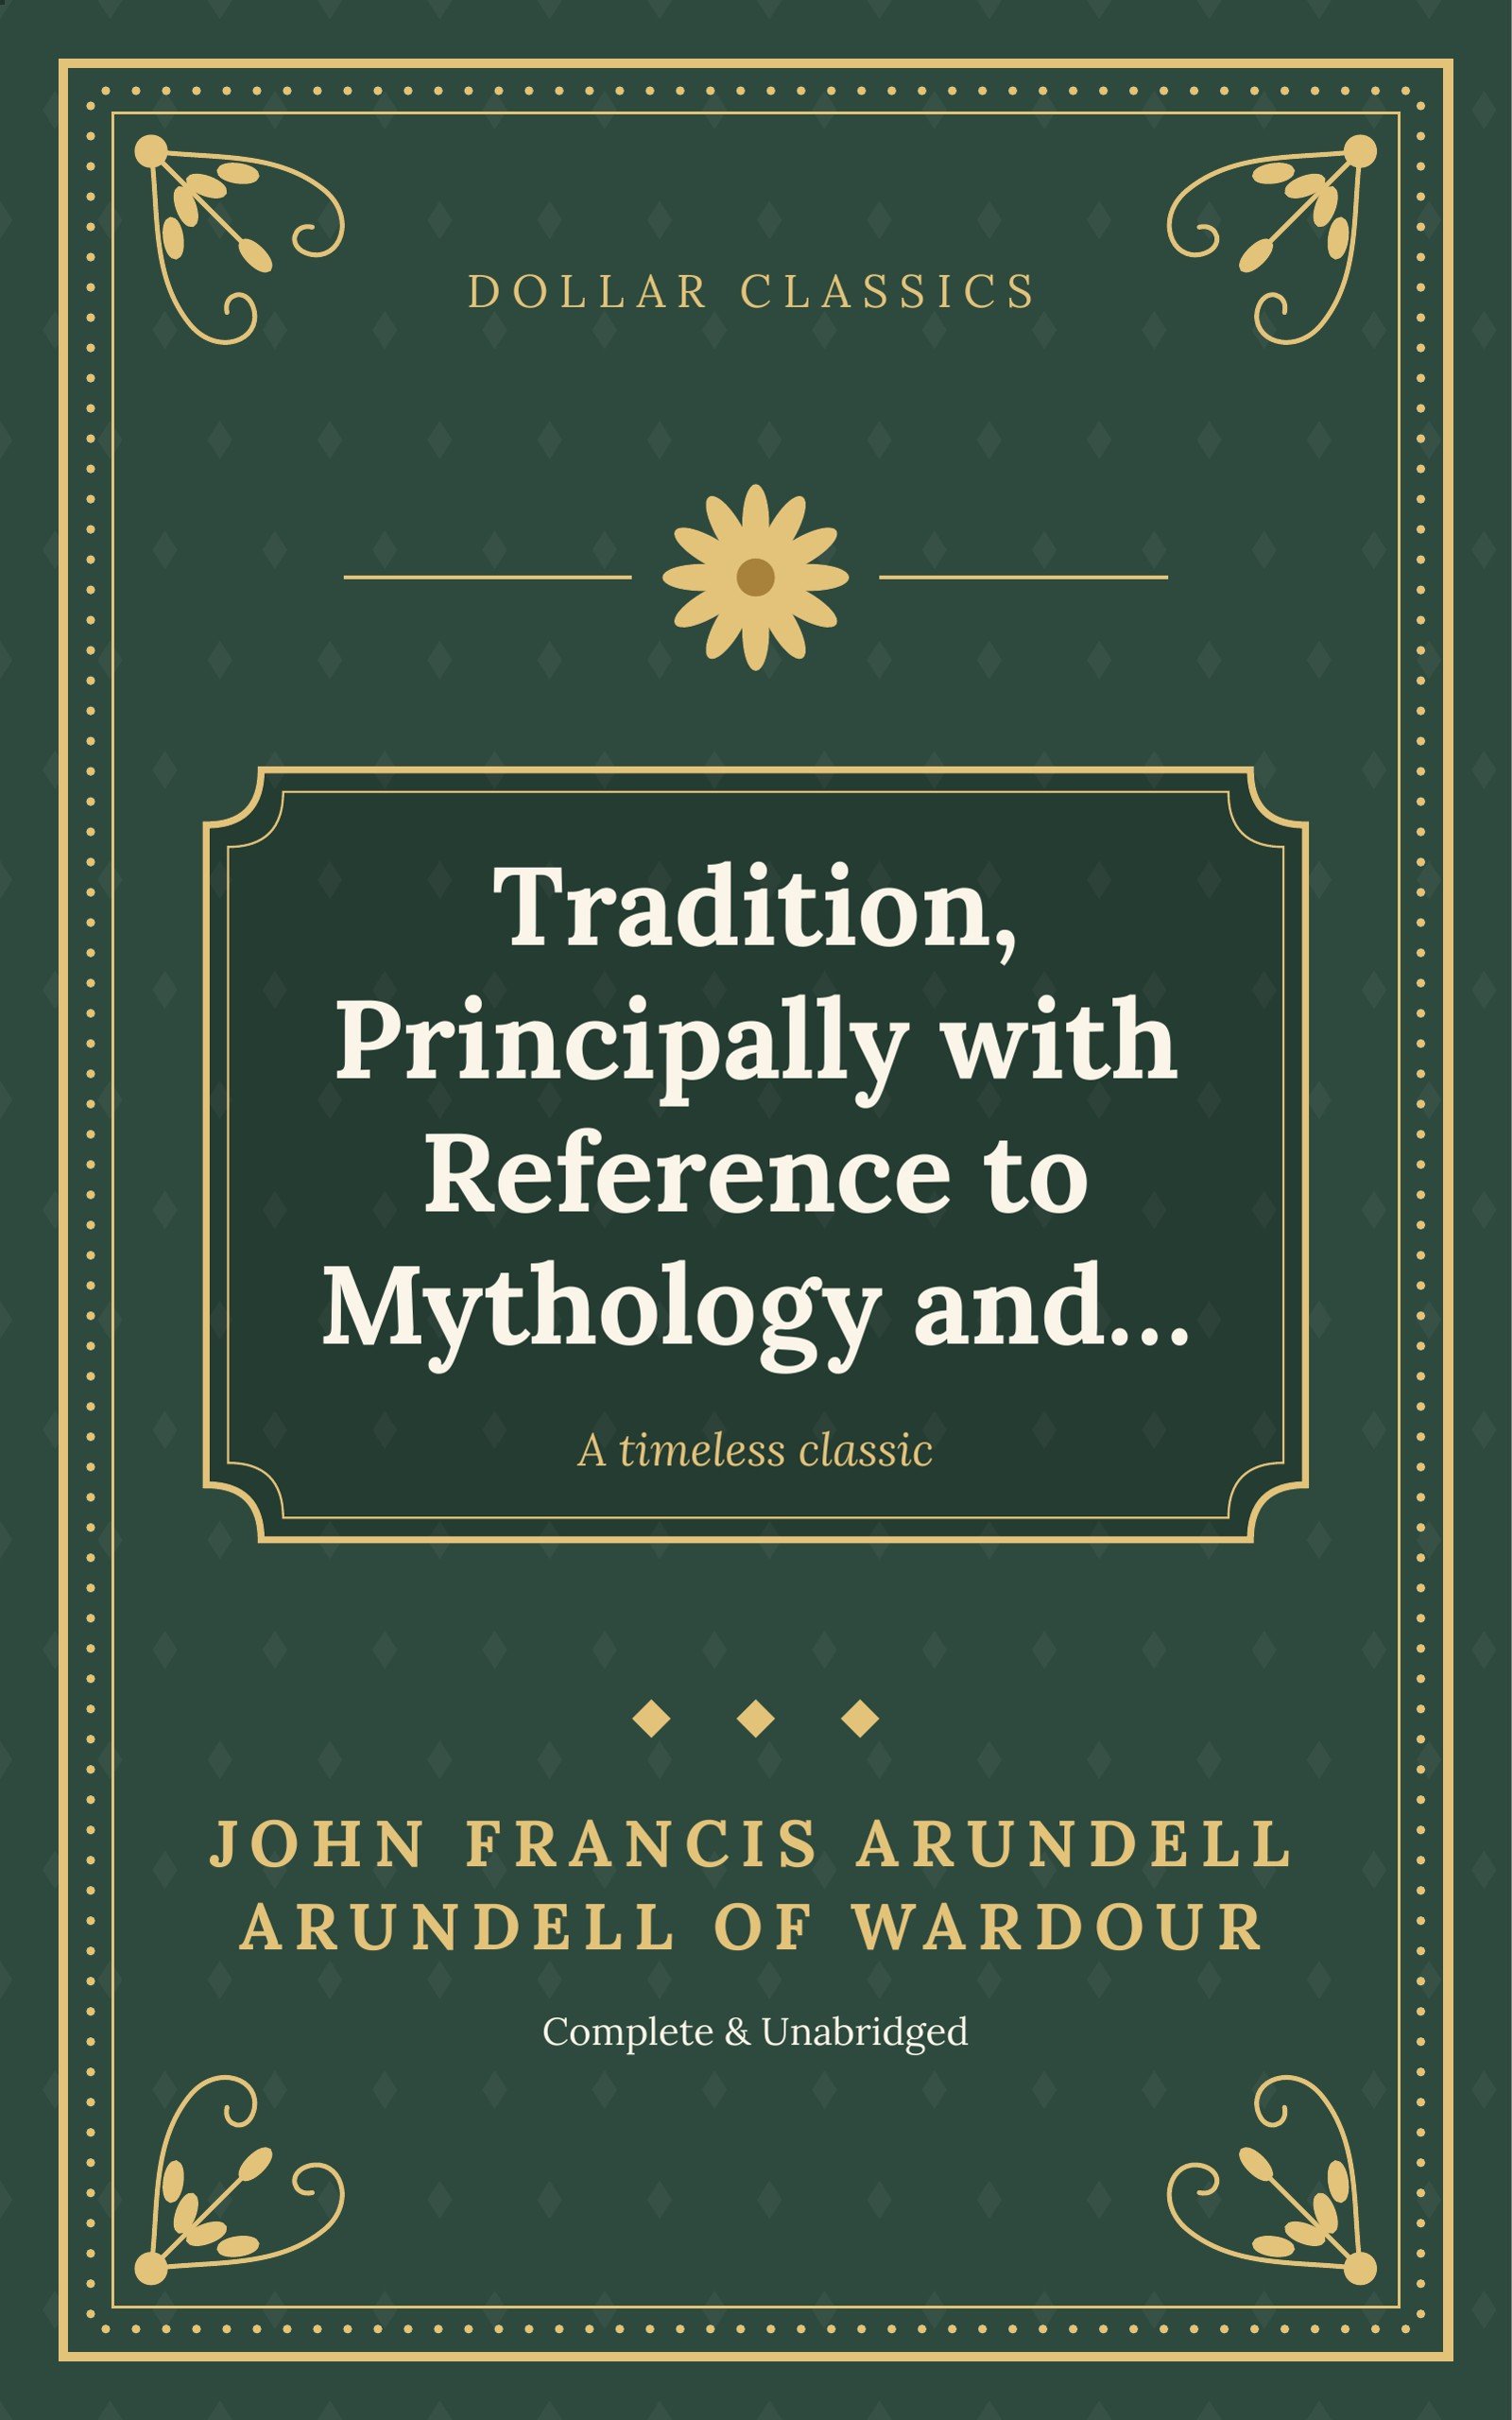 DOLLAR CLASSICS
Tradition,
Principally with
Reference to
Mythology and...
A timeless classic
JOHN FRANCIS ARUNDELL
ARUNDELL OF WARDOUR
Complete & Unabridged